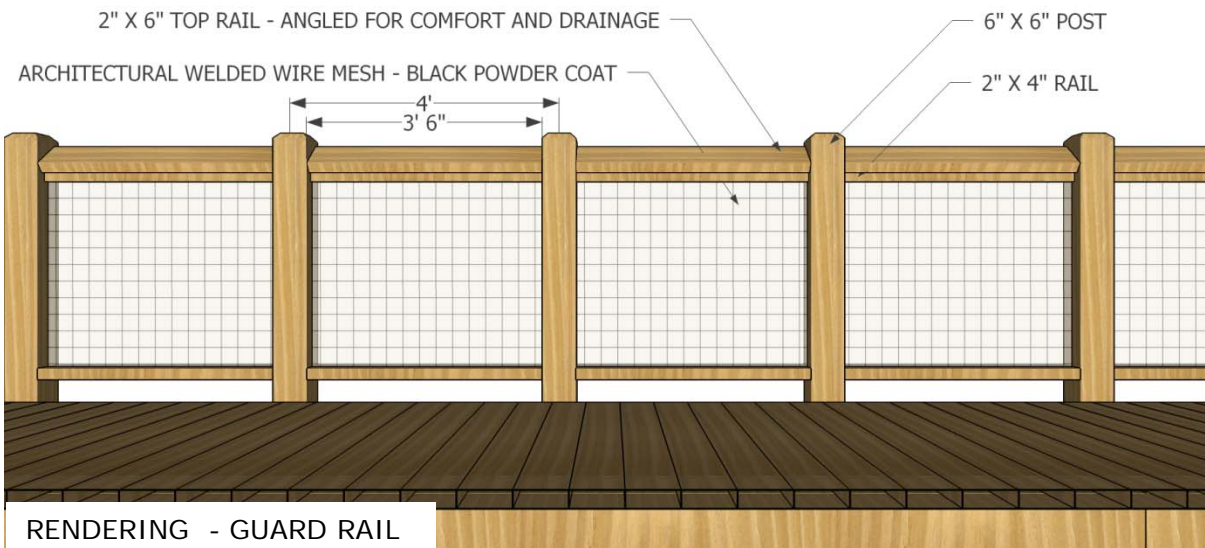 2" X 6" TOP RAIL - ANGLED FOR COMFORT AND DRAINAGE
6" X 6" POST
ARCHITECTURAL WELDED WIRE MESH - BLACK POWDER COAT
2" X 4" RAIL
4'
3' 6"
RENDERING - GUARD RAIL